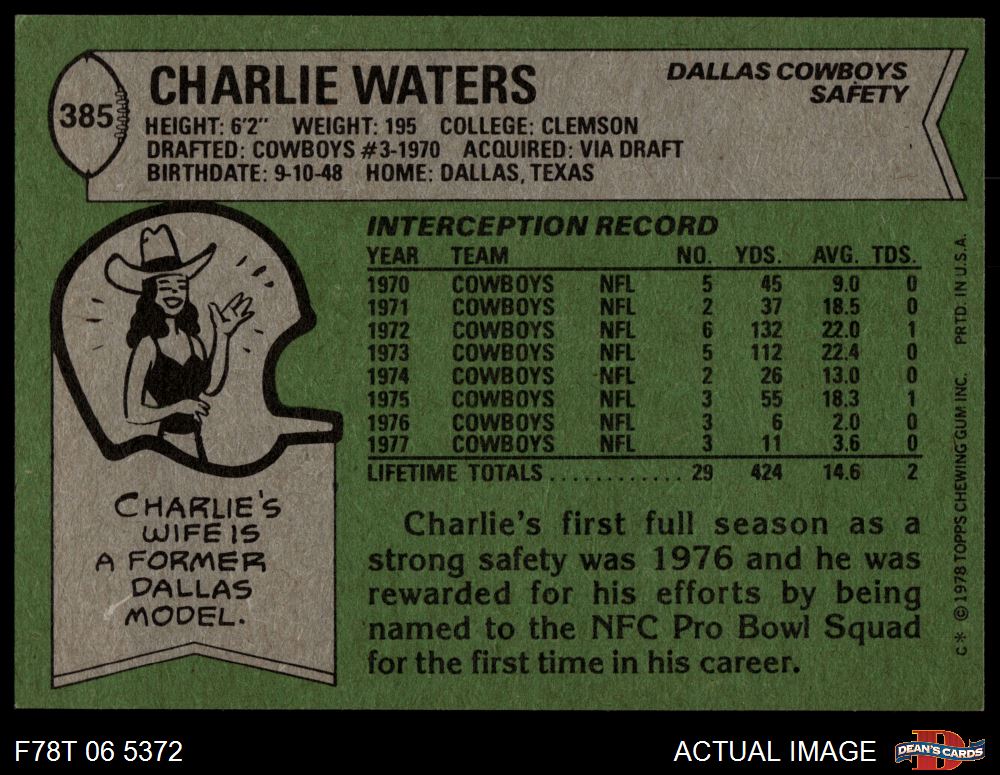 385
CHARLIE WATERS
DALLAS COWBOYS
SAFETY
HEIGHT: 6'2" WEIGHT: 195 COLLEGE: CLEMSON
DRAFTED: COWBOYS #3-1970 ACQUIRED: VIA DRAFT
BIRTHDATE: 9-10-48 HOME: DALLAS, TEXAS
INTERCEPTION RECORD
YEAR TEAM NO. YDS. AVG. TDS.
1970 COWBOYS NFL 5 45 9.0 0
1971 COWBOYS NFL 2 37 18.5 0
1972 COWBOYS NFL 6 132 22.0 1
1973 COWBOYS NFL 5 112 22.4 0
1974 COWBOYS NFL 2 26 13.0 0
1975 COWBOYS NFL 3 55 18.3 1
1976 COWBOYS NFL 3 6 2.0 0
1977 COWBOYS NFL 3 11 3.6 0
LIFETIME TOTALS ............ 29 424 14.6 2
CHARLIE'S
WIFE IS
A FORMER
DALLAS
MODEL.
Charlie's first full season as a
strong safety was 1976 and he was
rewarded for his efforts by being
named to the NFC Pro Bowl Squad
for the first time in his career.
C* © 1978 TOPPS CHEWING GUM INC. PRTD. IN U.S.A.
F78T 06 5372
ACTUAL IMAGE
D
DEAN'S CARDS